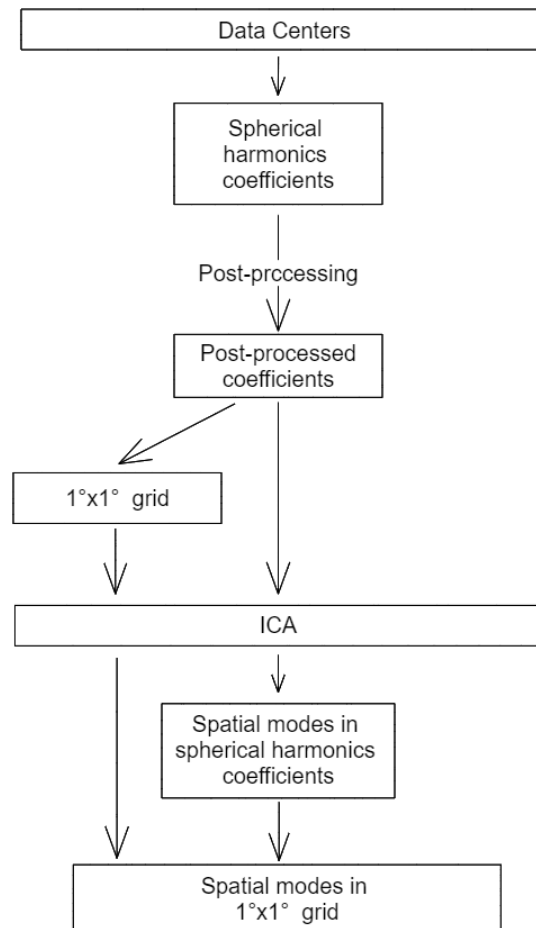 Data Centers
Spherical
harmonics
coefficients
Post-prccessing
Post-processed
coefficients
1°x1° grid
ICA
Spatial modes in
spherical harmonics
coefficients
Spatial modes in
1°x1° grid